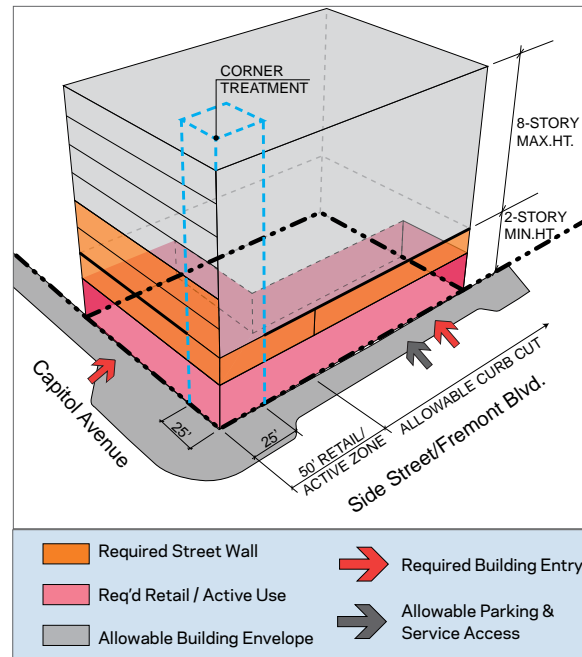 CORNER
TREATMENT
8-STORY
MAX.HT.
2-STORY
MIN.HT.
Capitol Avenue
25'
25'
50' RETAIL/
ACTIVE ZONE
ALLOWABLE CURB CUT
Side Street/Fremont Blvd.
Required Street Wall
Req'd Retail / Active Use
Allowable Building Envelope
Required Building Entry
Allowable Parking &
Service Access